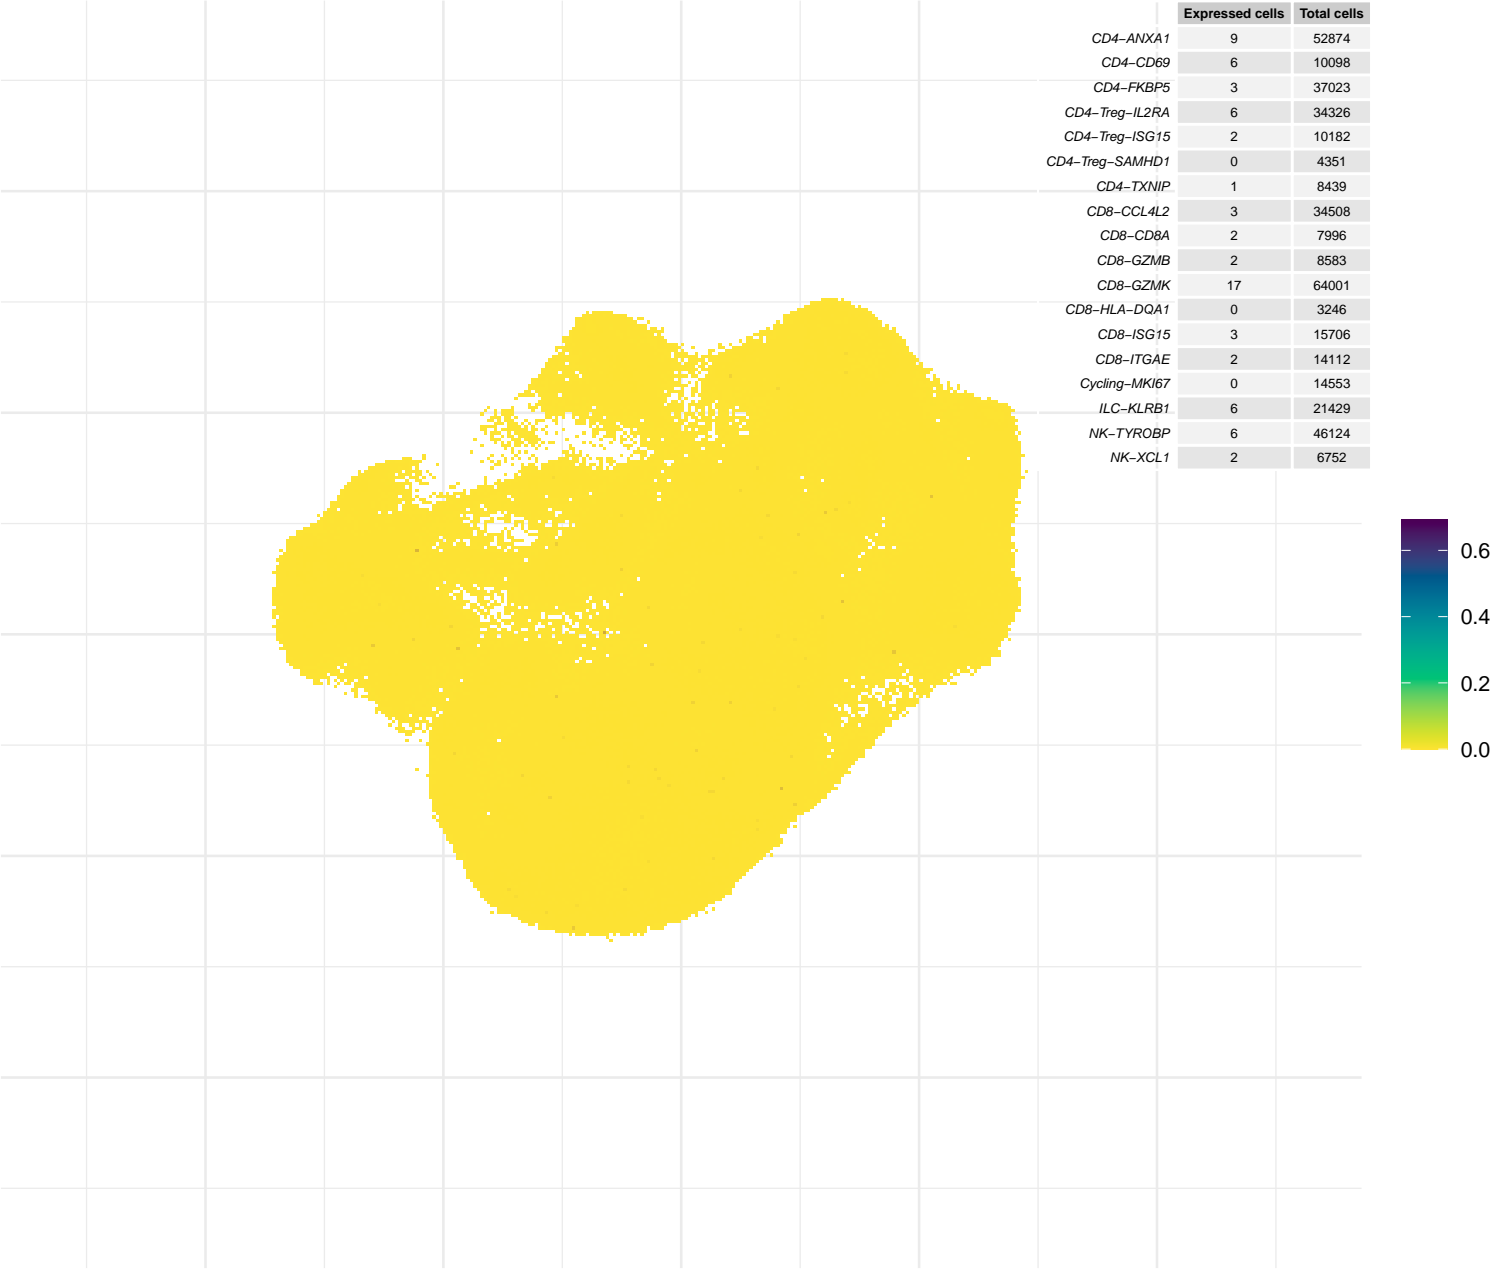 Expressed cells Total cells
CD4−ANXA1 9 52874
CD4−CD69 6 10098
CD4−FKBP5 3 37023
CD4−Treg−IL2RA 6 34326
CD4−Treg−ISG15 2 10182
CD4−Treg−SAMHD1 0 4351
CD4−TXNIP 1 8439
CD8−CCL4L2 3 34508
CD8−CD8A 2 7996
CD8−GZMB 2 8583
CD8−GZMK 17 64001
CD8−HLA−DQA1 0 3246
CD8−ISG15 3 15706
CD8−ITGAE 2 14112
Cycling−MKI67 0 14553
ILC−KLRB1 6 21429
NK−TYROBP 6 46124
NK−XCL1 2 6752
0.6
0.4
0.2
0.0